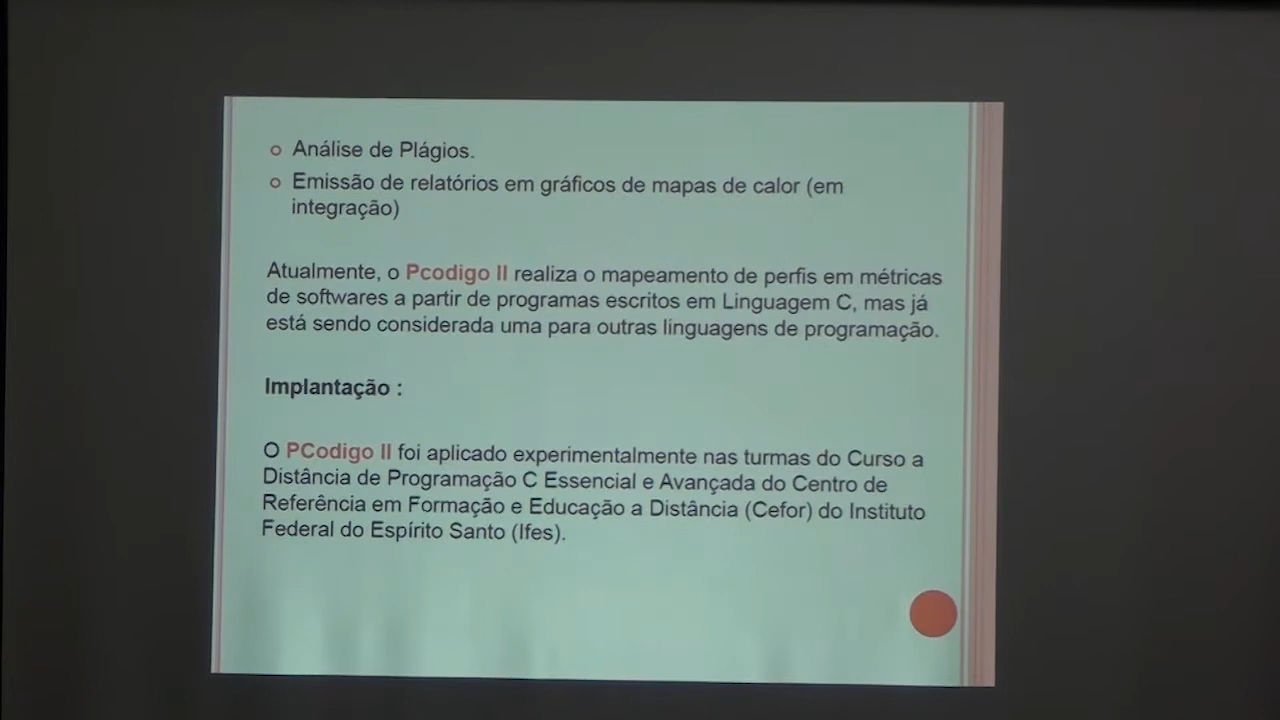 Análise de Plágios.
Emissão de relatórios em gráficos de mapas de calor (em
integração)
Atualmente, o Pcodigo II realiza o mapeamento de perfis em métricas
de softwares a partir de programas escritos em Linguagem C, mas já
está sendo considerada uma para outras linguagens de programação.
Implantação :
O PCodigo II foi aplicado experimentalmente nas turmas do Curso a
Distância de Programação C Essencial e Avançada do Centro de
Referência em Formação e Educação a Distância (Cefor) do Instituto
Federal do Espírito Santo (Ifes).